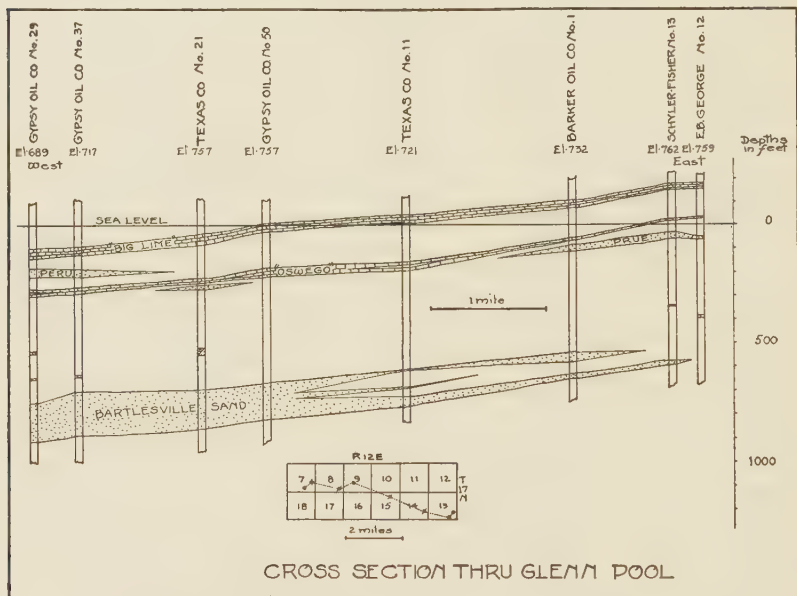 GYPSY OIL CO No. 29
GYPSY OIL CO No. 37
TEXAS CO No. 21
GYPSY OIL CO No 50
TEXAS CO No. 11
BARKER OIL CO No. 1
SCHYLER-FISHER No. 13
E.B. GEORGE No. 12
El-689
El-717
El 757
El-757
El-721
El-732
El-762
El-759
West
East
Depths
in feet
SEA LEVEL
0
"BIG LIME"
PERU
"OSWEGO"
PRUE
1 mile
500
BARTLESVILLE SAND
1000
R12E
7 8 9 10 11 12
18 17 16 15 14 13
T
17
N
2 miles
CROSS SECTION THRU GLENN POOL